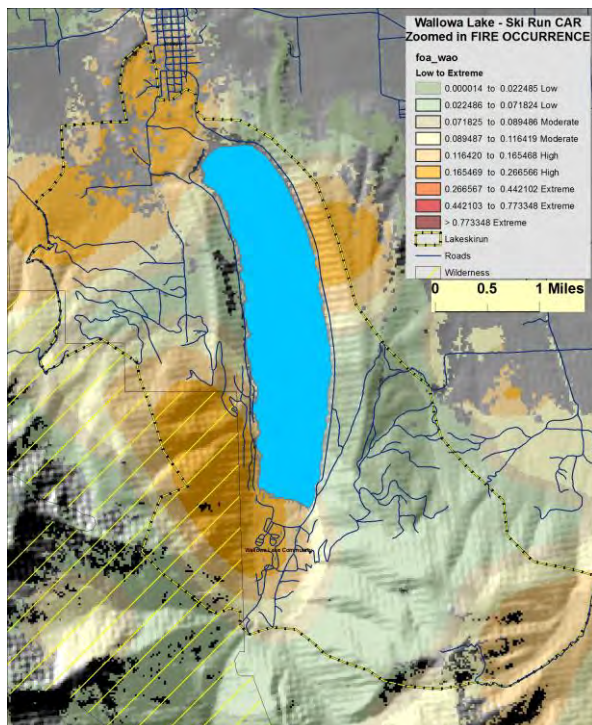 Wallowa Lake - Ski Run CAR
Zoomed in FIRE OCCURRENCE
foa_wao
Low to Extreme
0.000014 to 0.022485 Low
0.022486 to 0.071824 Low
0.071825 to 0.089486 Moderate
0.089487 to 0.116419 Moderate
0.116420 to 0.165468 High
0.165469 to 0.266566 High
0.266567 to 0.442102 Extreme
0.442103 to 0.773348 Extreme
> 0.773348 Extreme
Lakeskirun
Roads
Wilderness
0 0.5 1 Miles
Wallowa Lake Community